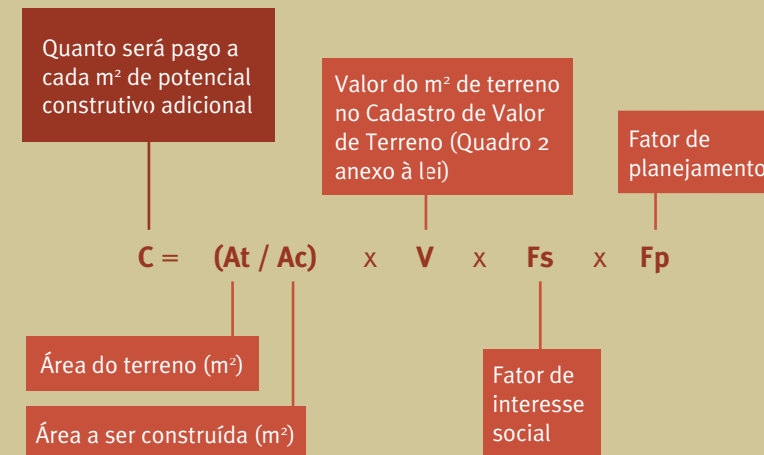 Quanto será pago a
cada m² de potencial
construtivo adicional
Valor do m² de terreno
no Cadastro de Valor
de Terreno (Quadro 2
anexo à lei)
Fator de
planejamento
C = (At / Ac) x V x Fs x Fp
Área do terreno (m²)
Área a ser construída (m²)
Fator de
interesse
social